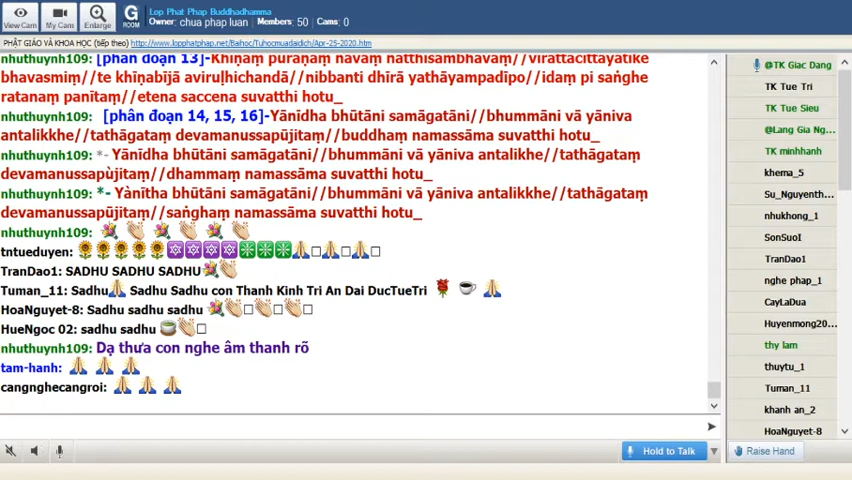 Lop Phat Phap Buddhadhamma
Owner: chua phap luan Members: 50 Cams: 0
View Cam My Cam Enlarge G ROOM
PHẬT GIÁO VÀ KHOA HỌC (tiếp theo) http://www.lopphatphap.net/Baihoc/Tuhocmuadaidich/Apr-25-2020.htm
nhuthuynh109: [phân đoạn 13]-Khīṇaṃ purāṇaṃ navaṃ natthisambhavaṃ//virattacittāyatike
bhavasmiṃ//te khīṇabījā aviruḷhichandā//nibbanti dhīrā yathāyampadīpo//idaṃ pi saṅghe
ratanaṃ panītaṃ//etena saccena suvatthi hotu_
nhuthuynh109: [phân đoạn 14, 15, 16]-Yānīdha bhūtāni samāgatāni//bhummāni vā yāniva
antalikkhe//tathāgataṃ devamanussapūjitaṃ//buddhaṃ namassāma suvatthi hotu_
nhuthuynh109: *- Yānīdha bhūtāni samāgatāni//bhummāni vā yāniva antalikhe//tathāgaṃ
devamanussapùjitaṃ//dhammaṃ namassāma suvatthi hotu_
nhuthuynh109: *- Yànītha bhūtāni samāgatāni//bhummāni vā yāniva antalikkhe//tathāgataṃ
devamanussapūjitaṃ//saṅghaṃ namassāma suvatthi hotu_
nhuthuynh109:
tntueduyen:
TranDao1: SADHU SADHU SADHU
Tuman_11: Sadhu Sadhu Sadhu con Thanh Kinh Tri An Dai DucTueTri
HoaNguyet-8: Sadhu sadhu sadhu
HueNgoc 02: sadhu sadhu
nhuthuynh109: Dạ thưa con nghe âm thanh rõ
tam-hanh:
cangnghecangroi:
@TK Giac Dang
TK Tue Tri
TK Tue Sieu
@Lang Gia Ng...
TK minhhanh
khema_5
Su_Nguyenth...
nhukhong_1
SonSuoI
TranDao1
nghe phap_1
CayLaDua
Huyenmong20...
thy lam
thuytu_1
Tuman_11
khanh an_2
HoaNguyet-8
Hold to Talk Raise Hand